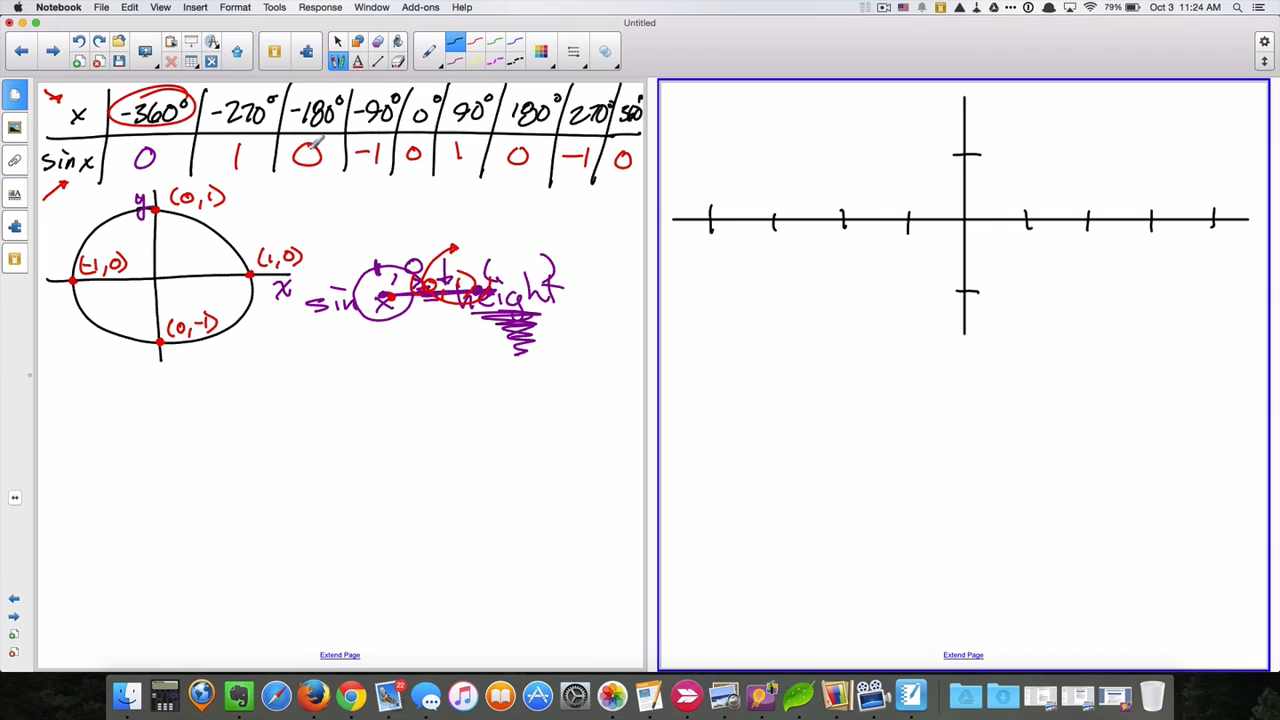 Notebook File Edit View Insert Format Tools Response Window Add-ons Help 79% Oct 3 11:24 AM
Untitled
x -360° -270° -180° -90° 0° 90° 180° 270° 360°
sin x 0 1 0 -1 0 1 0 -1 0
y (0, 1)
(-1, 0) (1, 0)
x
sin x height
(0, -1)
Extend Page Extend Page
22